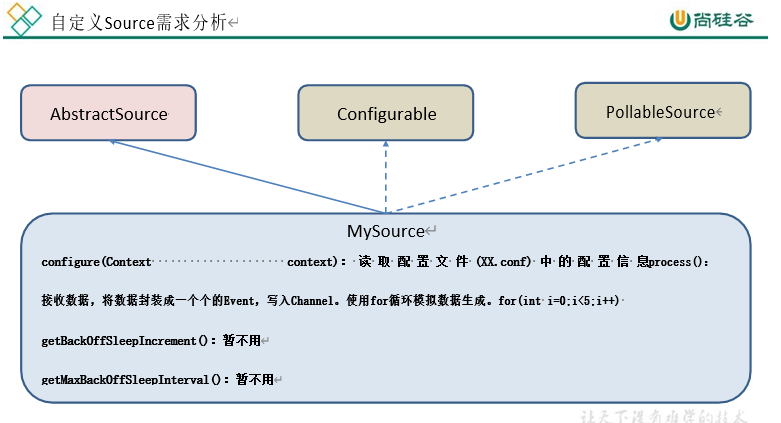 自定义Source需求分析
尚硅谷
AbstractSource
Configurable
PollableSource
MySource
configure(Context context)：读取配置文件(XX.conf)中的配置信息process()：
接收数据，将数据封装成一个个的Event，写入Channel。使用for循环模拟数据生成。for(int i=0;i<5;i++)
getBackOffSleepIncrement()：暂不用
getMaxBackOffSleepInterval()：暂不用
让天下没有难学的技术